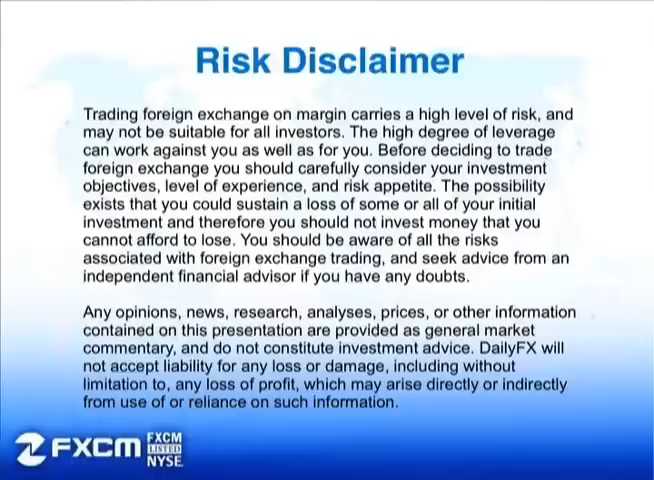 Risk Disclaimer
Trading foreign exchange on margin carries a high level of risk, and
may not be suitable for all investors. The high degree of leverage
can work against you as well as for you. Before deciding to trade
foreign exchange you should carefully consider your investment
objectives, level of experience, and risk appetite. The possibility
exists that you could sustain a loss of some or all of your initial
investment and therefore you should not invest money that you
cannot afford to lose. You should be aware of all the risks
associated with foreign exchange trading, and seek advice from an
independent financial advisor if you have any doubts.
Any opinions, news, research, analyses, prices, or other information
contained on this presentation are provided as general market
commentary, and do not constitute investment advice. DailyFX will
not accept liability for any loss or damage, including without
limitation to, any loss of profit, which may arise directly or indirectly
from use of or reliance on such information.
FXCM
FXCM
LISTED
NYSE